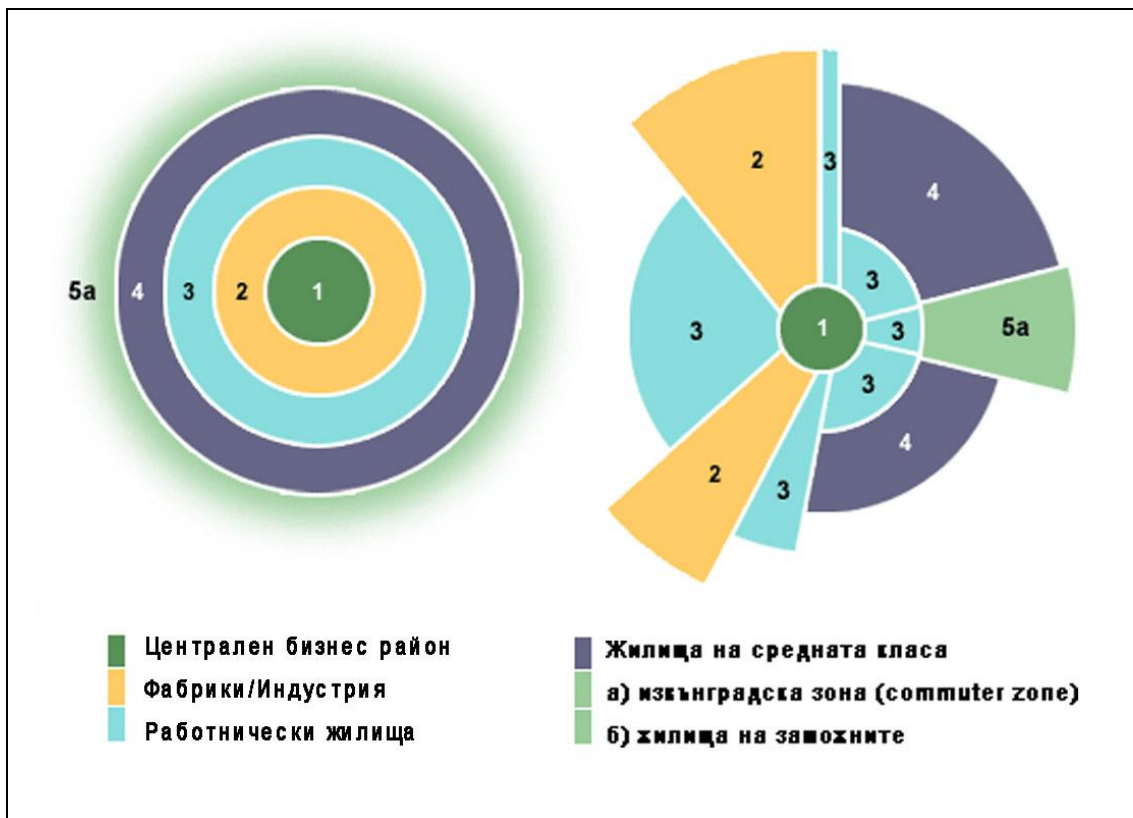 5а 4 3 2 1
2 3
4
3
3 1 3 5а
3
4
2
3
Централен бизнес район
Фабрики/Индустрия
Работнически жилища
Жилища на средната класа
а) извънградска зона (commuter zone)
б) жилища на заможните